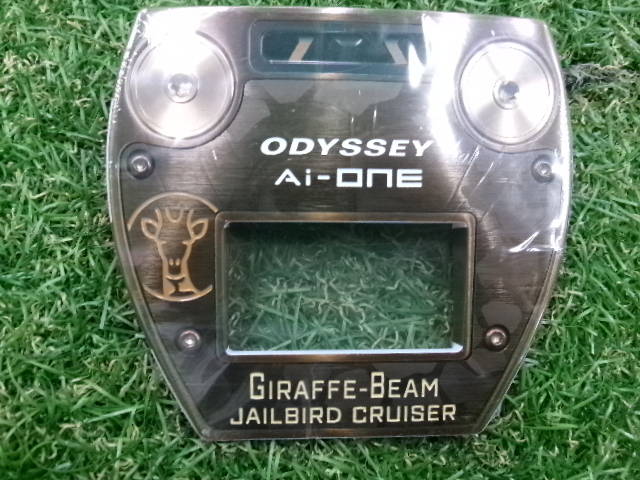 ODYSSEY
Ai-ONE
GIRAFFE-BEAM
JAILBIRD CRUISER